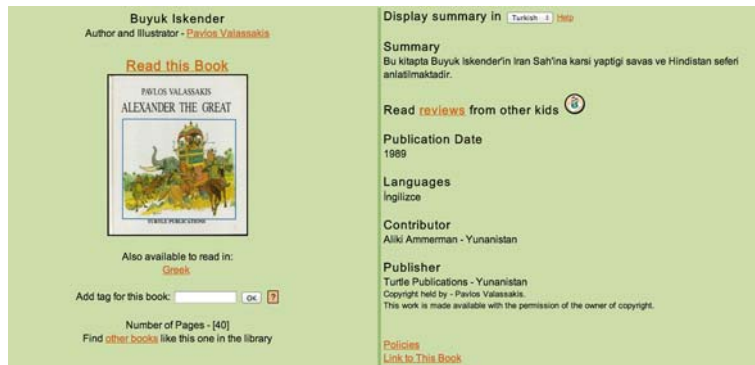 Buyuk Iskender
Author and Illustrator - Pavlos Valassakis
Read this Book
PAVLOS VALASSAKIS
ALEXANDER THE GREAT
TURTLE PUBLICATIONS
Also available to read in:
Greek
Add tag for this book: OK ?
Number of Pages - [40]
Find other books like this one in the library
Display summary in Turkish Help
Summary
Bu kitapta Buyuk Iskender'in Iran Sah'ina karsi yaptigi savas ve Hindistan seferi
anlatilmaktadir.
Read reviews from other kids
Publication Date
1989
Languages
İngilizce
Contributor
Aliki Ammerman - Yunanistan
Publisher
Turtle Publications - Yunanistan
Copyright held by - Pavlos Valassakis.
This work is made available with the permission of the owner of copyright.
Policies
Link to This Book